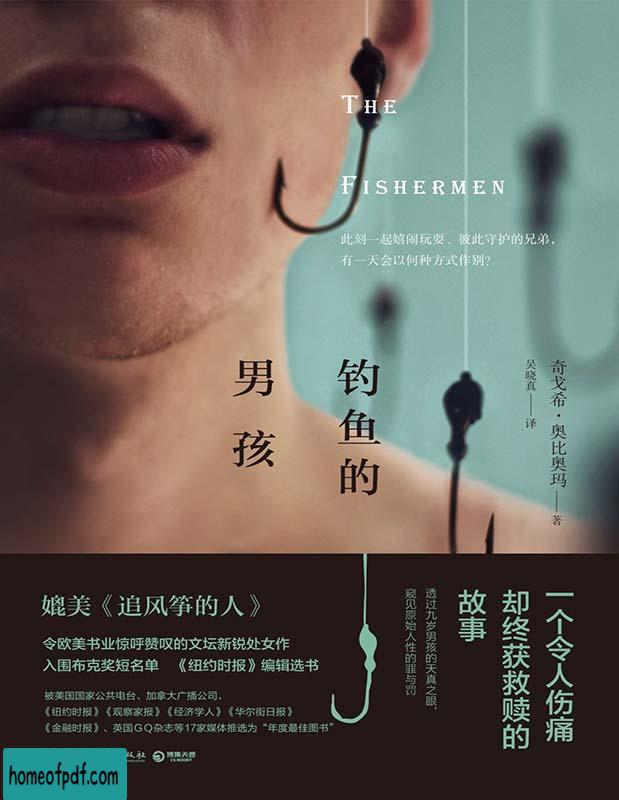 THE
FISHERMEN
此刻一起嬉闹玩耍、彼此守护的兄弟,
有一天会以何种方式作别?
钓鱼的
男孩
奇戈希·奥比奥玛——著
吴晓真——译
一个令人伤痛
却终获救赎的
故事
透过九岁男孩的天真之眼,
窥见原始人性的罪与罚
媲美《追风筝的人》
令欧美书业惊呼赞叹的文坛新锐处女作
入围布克奖短名单 《纽约时报》编辑选书
被美国国家公共电台、加拿大广播公司、
《纽约时报》《观察家报》《经济学人》《华尔街日报》
《金融时报》、英国GQ杂志等17家媒体推选为“年度最佳图书”
版社
博集天卷
CS-BOOKY
homeofpdf.com